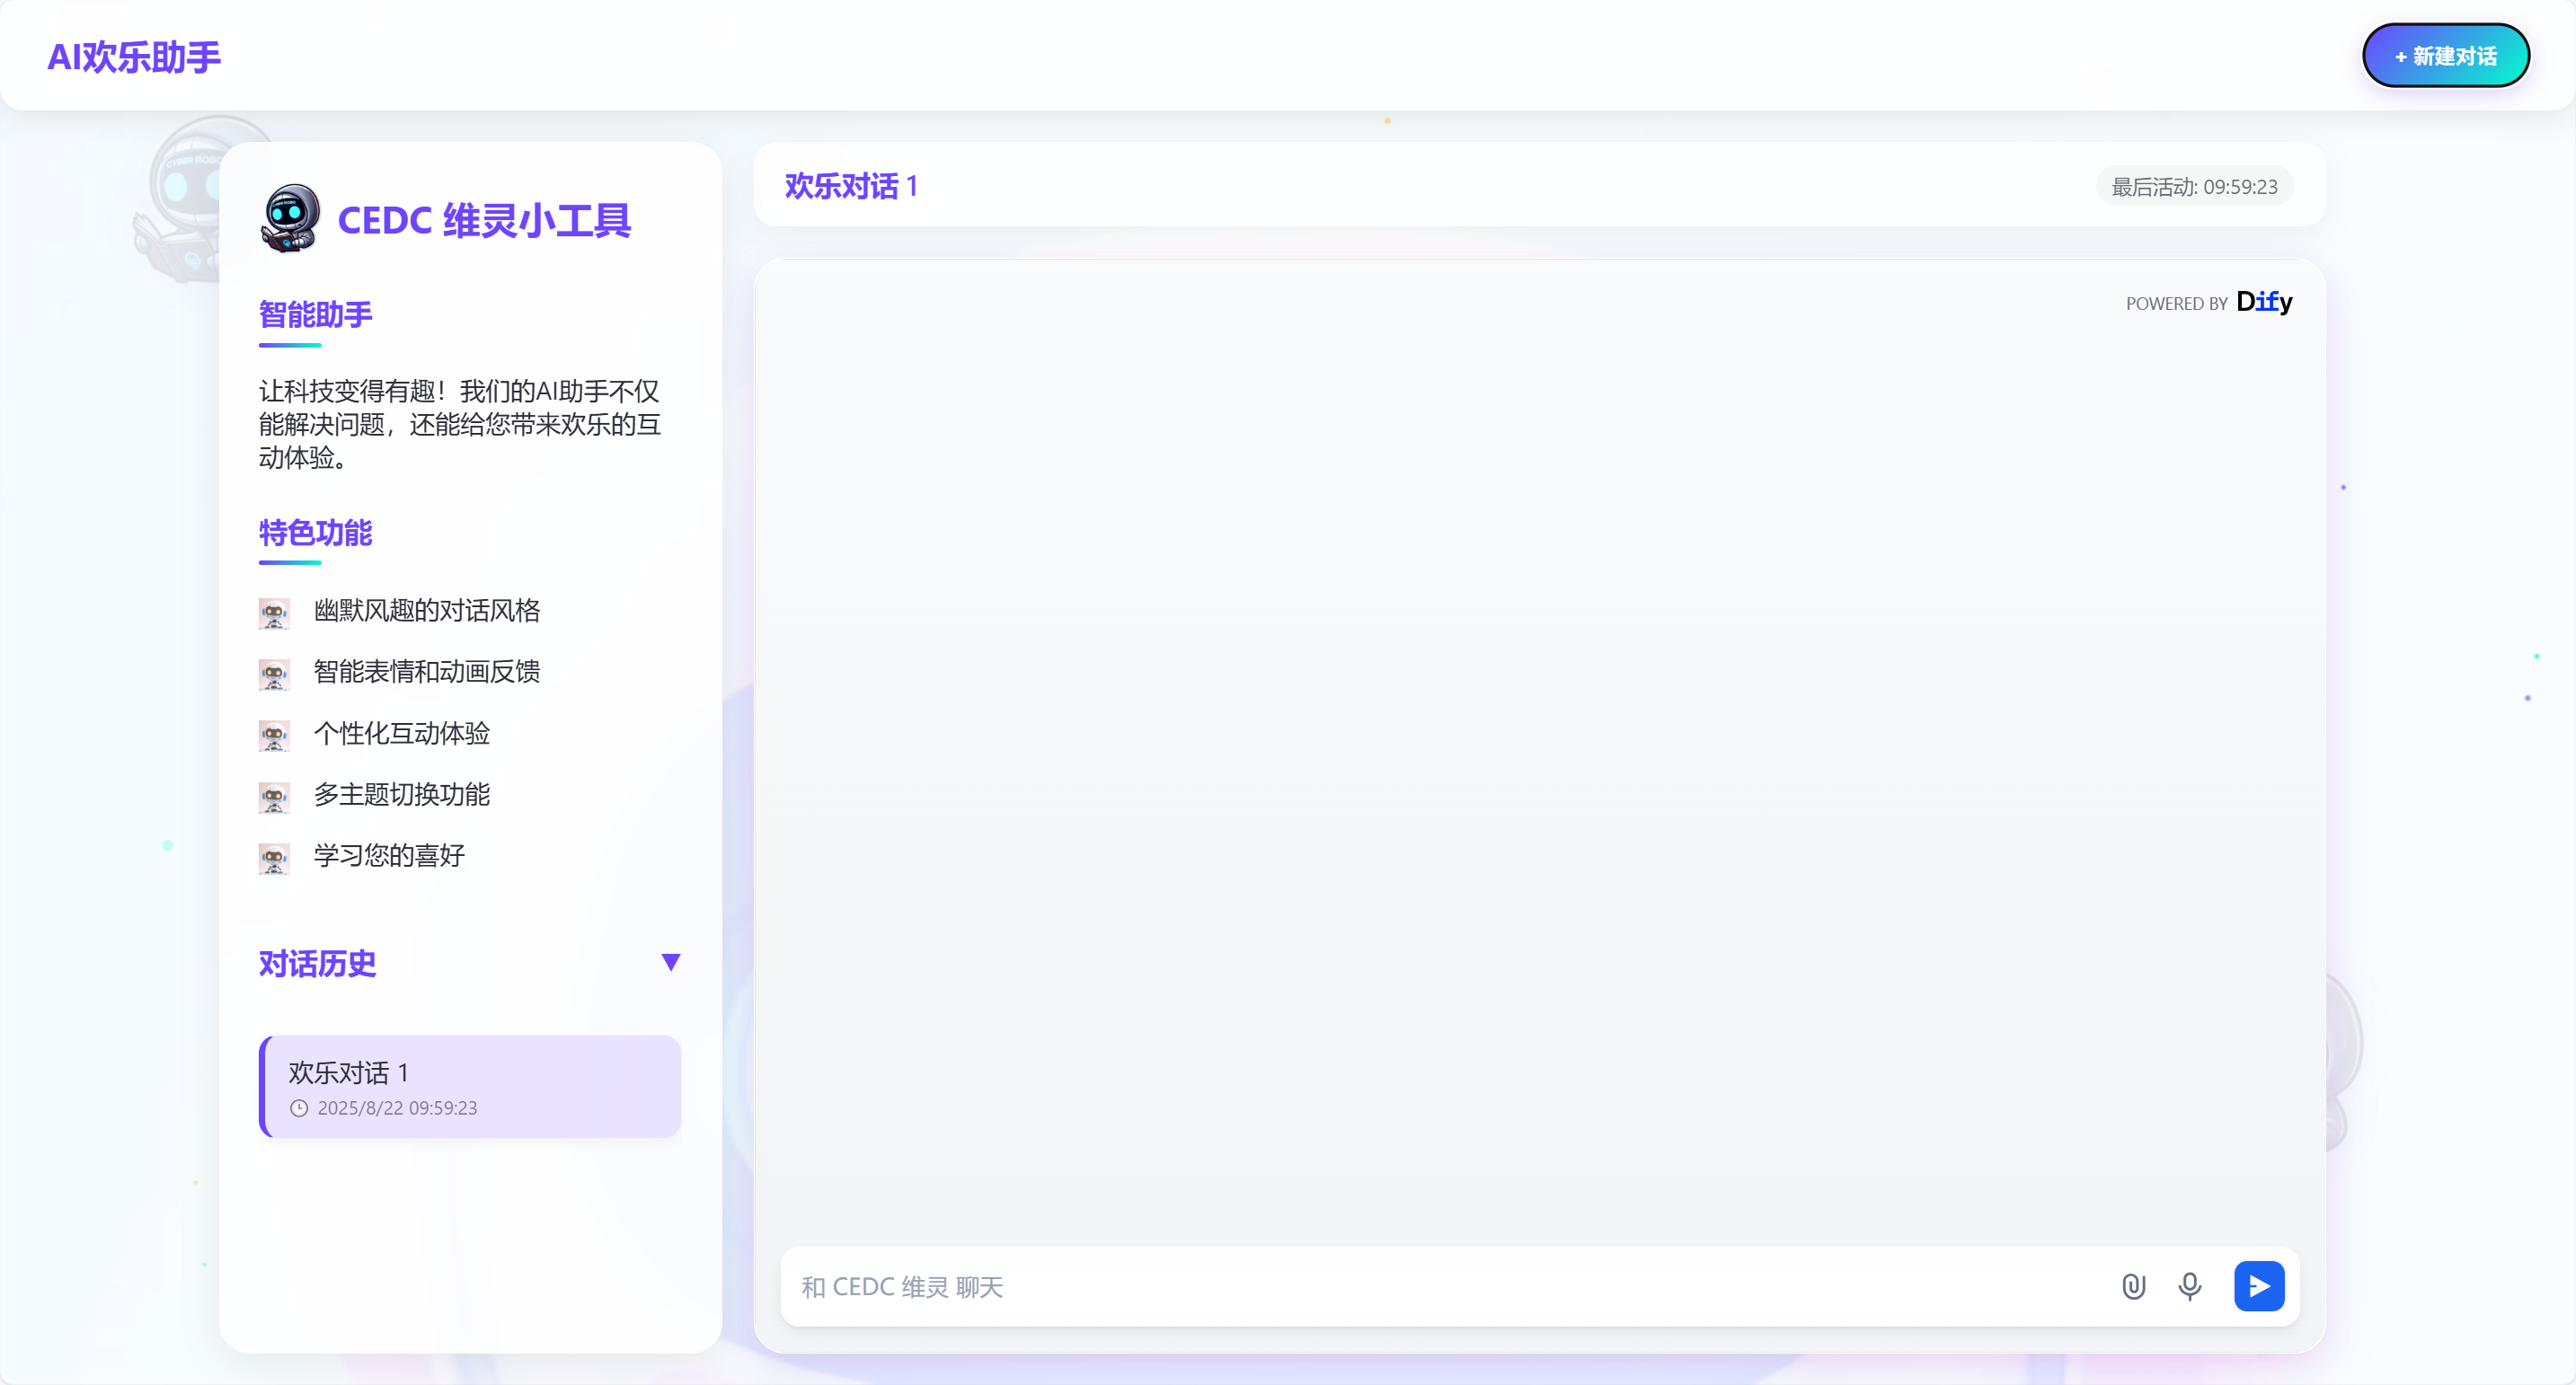 AI欢乐助手
+ 新建对话
CYBER ROBO
CEDC 维灵小工具
智能助手
让科技变得有趣！我们的AI助手不仅
能解决问题，还能给您带来欢乐的互
动体验。
特色功能
幽默风趣的对话风格
智能表情和动画反馈
个性化互动体验
多主题切换功能
学习您的喜好
对话历史
欢乐对话 1
2025/8/22 09:59:23
欢乐对话 1
最后活动: 09:59:23
POWERED BY Dify
和 CEDC 维灵 聊天